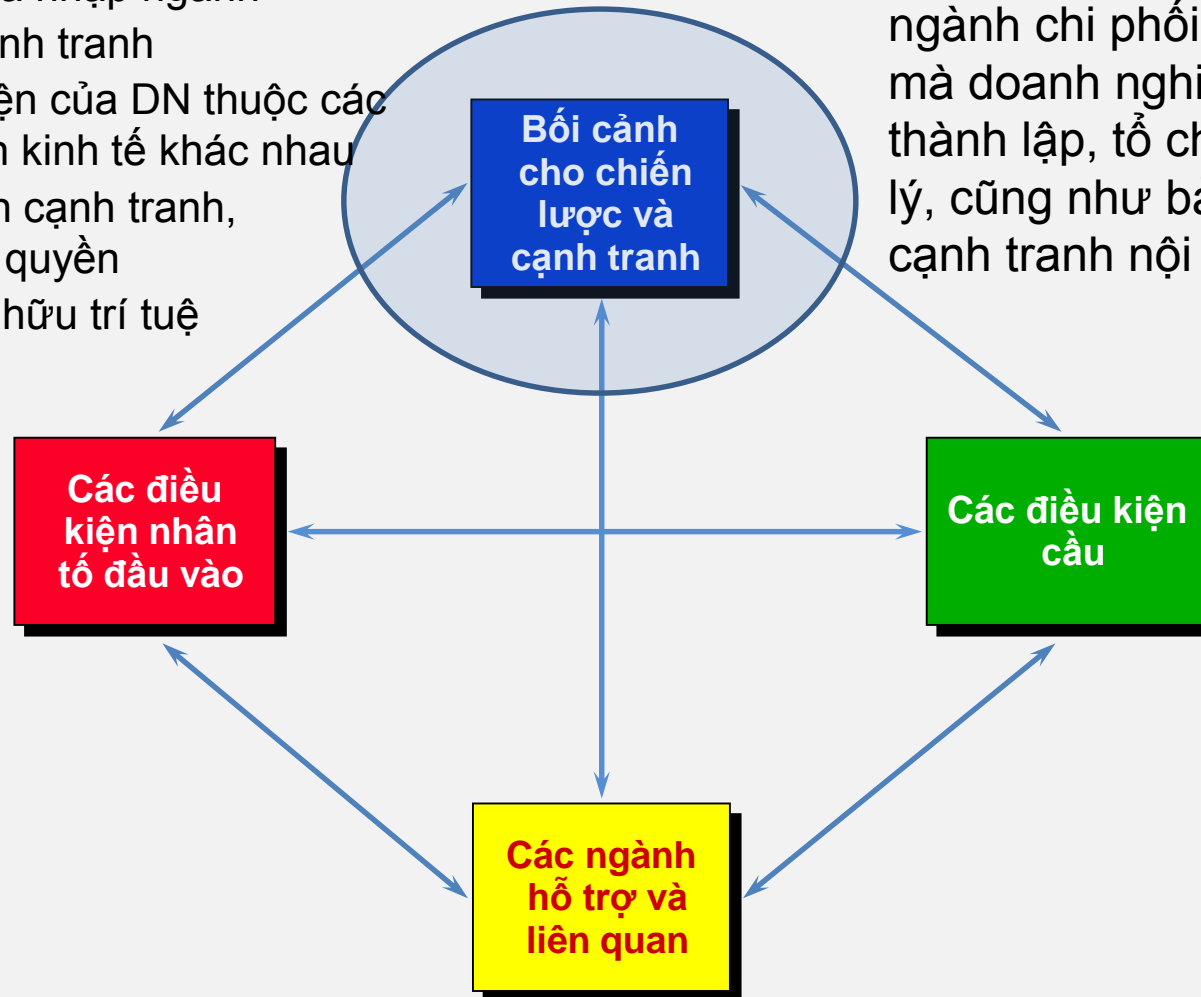 nhập ngành
nh tranh
ện của DN thuộc các
kinh tế khác nhau
cạnh tranh,
quyền
hữu trí tuệ
ngành chi phối
mà doanh nghi
thành lập, tổ ch
lý, cũng như
cạnh tranh nội
Bối cảnh
cho chiến
lược và
cạnh tranh
Các điều
kiện nhân
tố đầu vào
Các điều kiện
cầu
Các ngành
hỗ trợ và
liên quan